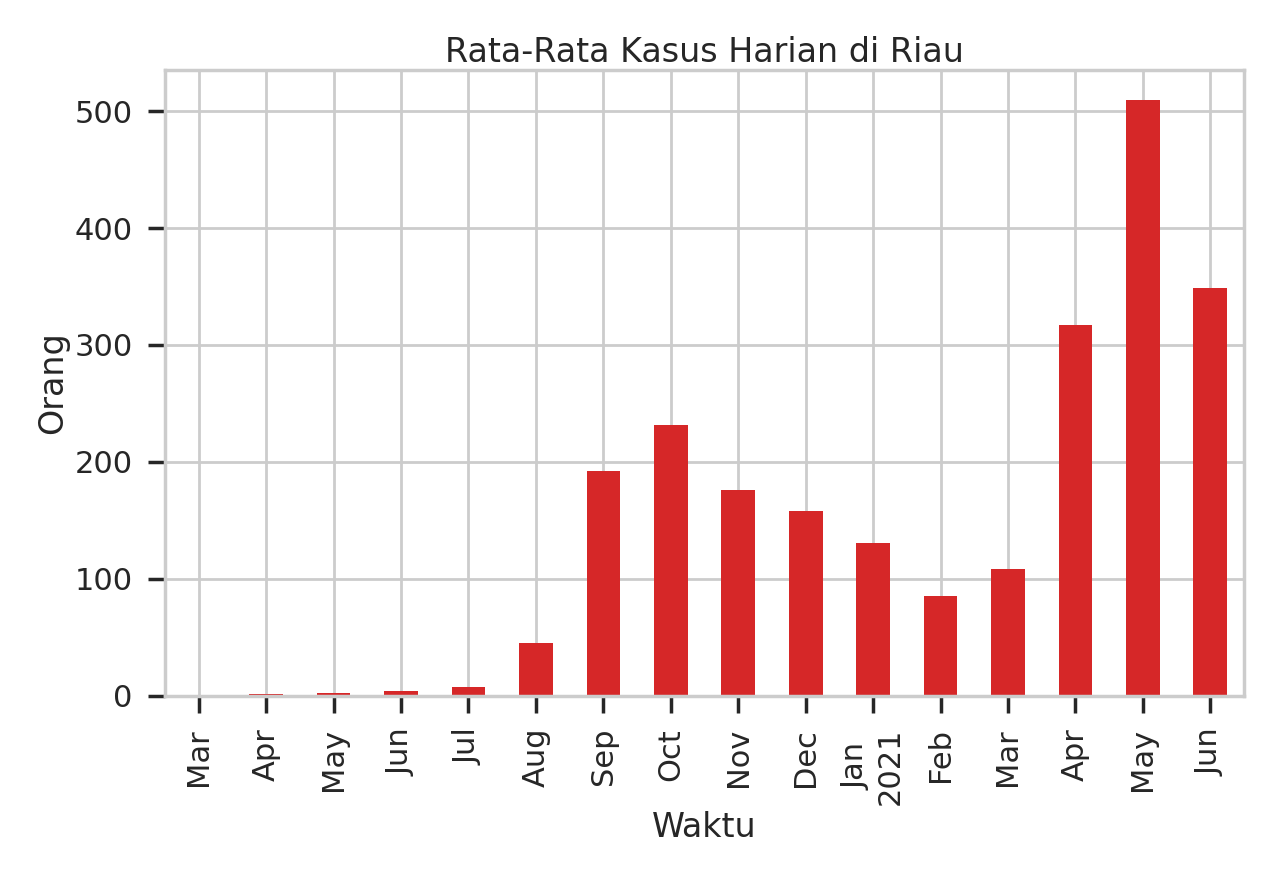 Rata-Rata Kasus Harian di Riau
Orang
500
400
300
200
100
0
Mar
Apr
May
Jun
Jul
Aug
Sep
Oct
Nov
Dec
Jan
2021
Feb
Mar
Apr
May
Jun
Waktu